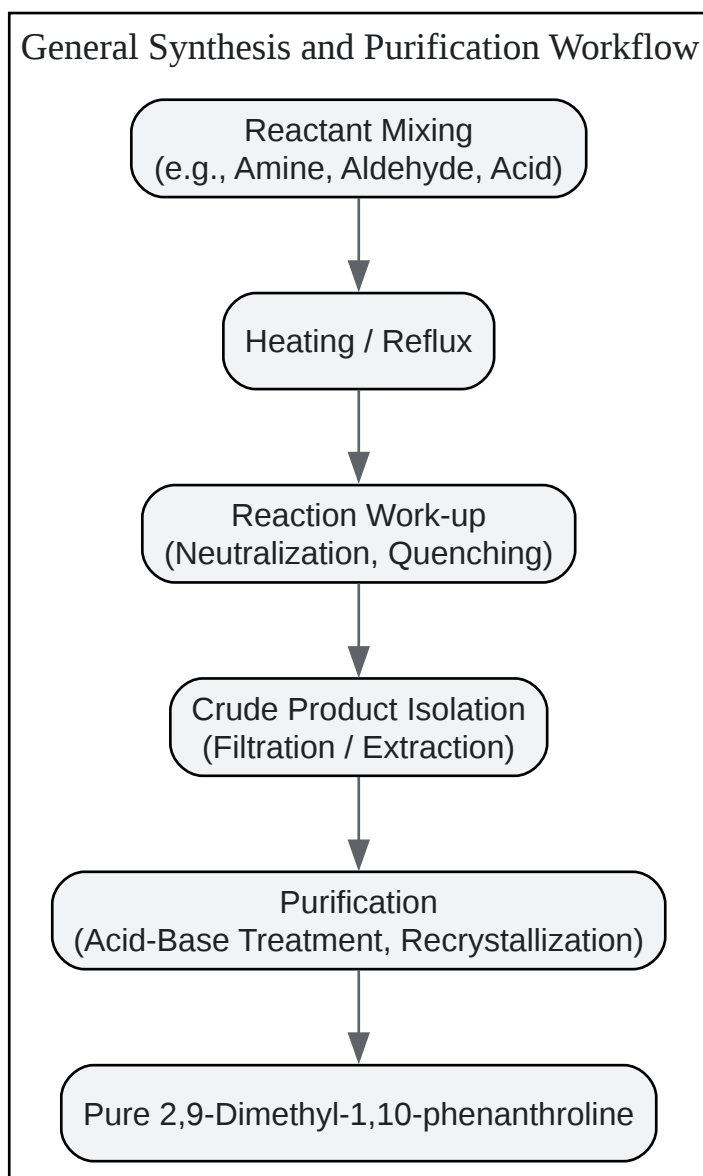 General Synthesis and Purification Workflow
Reactant Mixing
(e.g., Amine, Aldehyde, Acid)
Heating / Reflux
Reaction Work-up
(Neutralization, Quenching)
Crude Product Isolation
(Filtration / Extraction)
Purification
(Acid-Base Treatment, Recrystallization)
Pure 2,9-Dimethyl-1,10-phenanthroline